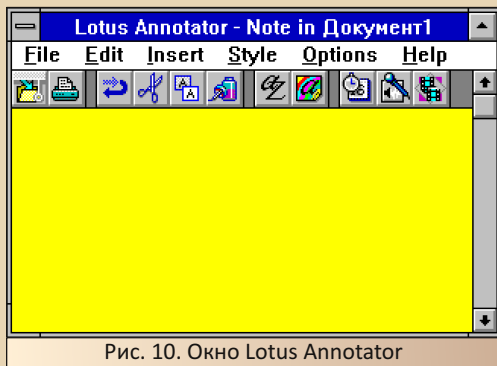 Lotus Annotator - Note in Документ1
File Edit Insert Style Options Help
Рис. 10. Окно Lotus Annotator